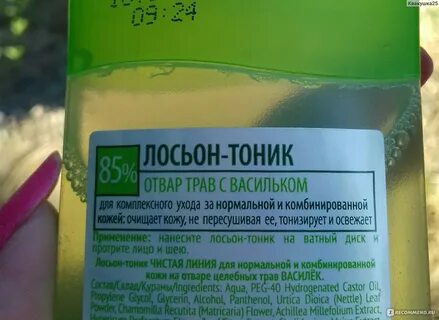 Квакушка25
09:24
85%
ЛОСЬОН-ТОНИК
ОТВАР ТРАВ С ВАСИЛЬКОМ
для комплексного ухода за нормальной и комбинированной
кожей: очищает кожу, не пересушивая ее, тонизирует и освежает
Применение: нанесите лосьон-тоник на ватный диск и
протрите лицо и шею.
Лосьон-тоник ЧИСТАЯ ЛИНИЯ для нормальной и комбинированной
кожи на отваре целебных трав ВАСИЛЁК.
Состав/Склад/Құрамы/Ingredients: Aqua, PEG-40 Hydrogenated Castor Oil,
Propylene Glycol, Glycerin, Alcohol, Panthenol, Urtica Dioica (Nettle) Leaf
Powder, Chamomilla Recutita (Matricaria) Flower, Achillea Millefolium Extract,
IRECOMMEND.RU